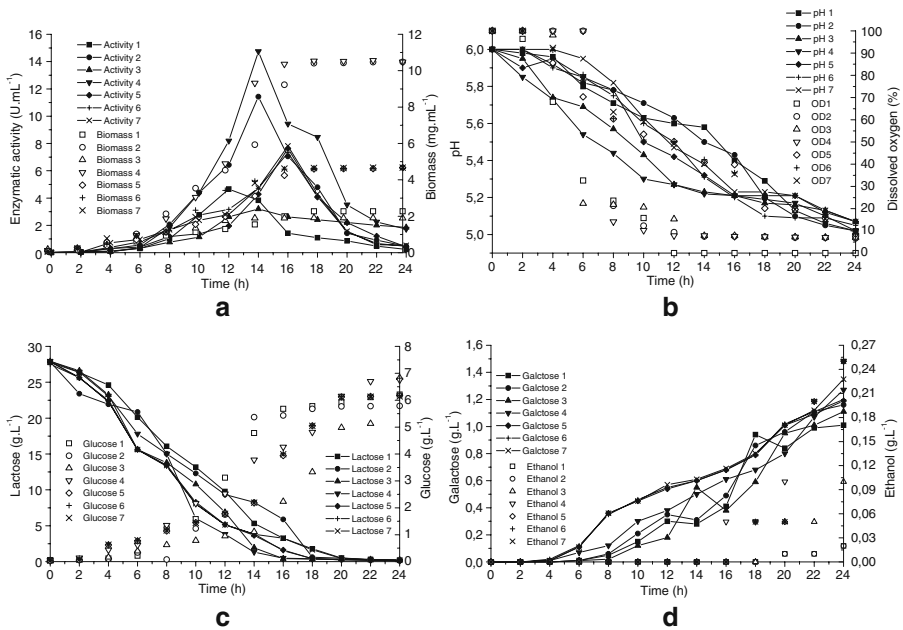 16
14
12
10
8
6
4
2
0
Enzymatic activity (U.mL-1)
Activity 1
Activity 2
Activity 3
Activity 4
Activity 5
Activity 6
Activity 7
Biomass 1
Biomass 2
Biomass 3
Biomass 4
Biomass 5
Biomass 6
Biomass 7
12
10
8
6
4
2
0
Biomass (mg.mL-1)
0 2 4 6 8 10 12 14 16 18 20 22 24
Time (h)
a
6,0
5,8
5,6
5,4
5,2
5,0
pH
pH 1
pH 2
pH 3
pH 4
pH 5
pH 6
pH 7
OD1
OD2
OD3
OD4
OD5
OD6
OD7
100
90
80
70
60
50
40
30
20
10
0
Dissolved oxygen (%)
0 2 4 6 8 10 12 14 16 18 20 22 24
Time (h)
b
30
25
20
15
10
5
0
Lactose (g.L-1)
Glucose 1
Glucose 2
Glucose 3
Glucose 4
Glucose 5
Glucose 6
Glucose 7
Lactose 1
Lactose 2
Lactose 3
Lactose 4
Lactose 5
Lactose 6
Lactose 7
8
7
6
5
4
3
2
1
0
Glucose (g.L-1)
0 2 4 6 8 10 12 14 16 18 20 22 24
Time (h)
c
1,6
1,4
1,2
1,0
0,8
0,6
0,4
0,2
0,0
Galactose (g.L-1)
Galctose 1
Galctose 2
Galctose 3
Galctose 4
Galctose 5
Galctose 6
Galctose 7
Ethanol 1
Ethanol 2
Ethanol 3
Ethanol 4
Ethanol 5
Ethanol 6
Ethanol 7
0,27
0,24
0,21
0,18
0,15
0,12
0,09
0,06
0,03
0,00
Ethanol (g.L-1)
0 2 4 6 8 10 12 14 16 18 20 22 24
Time (h)
d